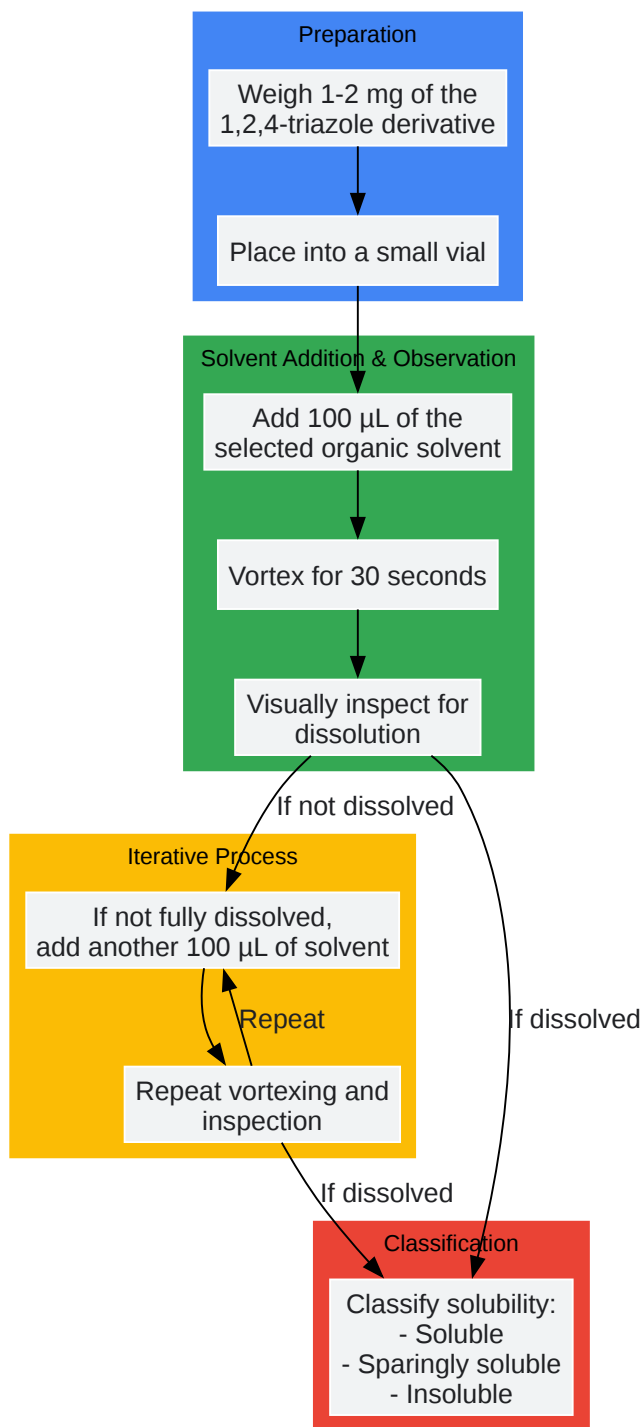 Preparation
Weigh 1-2 mg of the
1,2,4-triazole derivative
Place into a small vial
Solvent Addition & Observation
Add 100 µL of the
selected organic solvent
Vortex for 30 seconds
Visually inspect for
dissolution
If not dissolved
Iterative Process
If not fully dissolved,
add another 100 µL of solvent
Repeat
If dissolved
Repeat vortexing and
inspection
If dissolved
Classification
Classify solubility:
- Soluble
- Sparingly soluble
- Insoluble